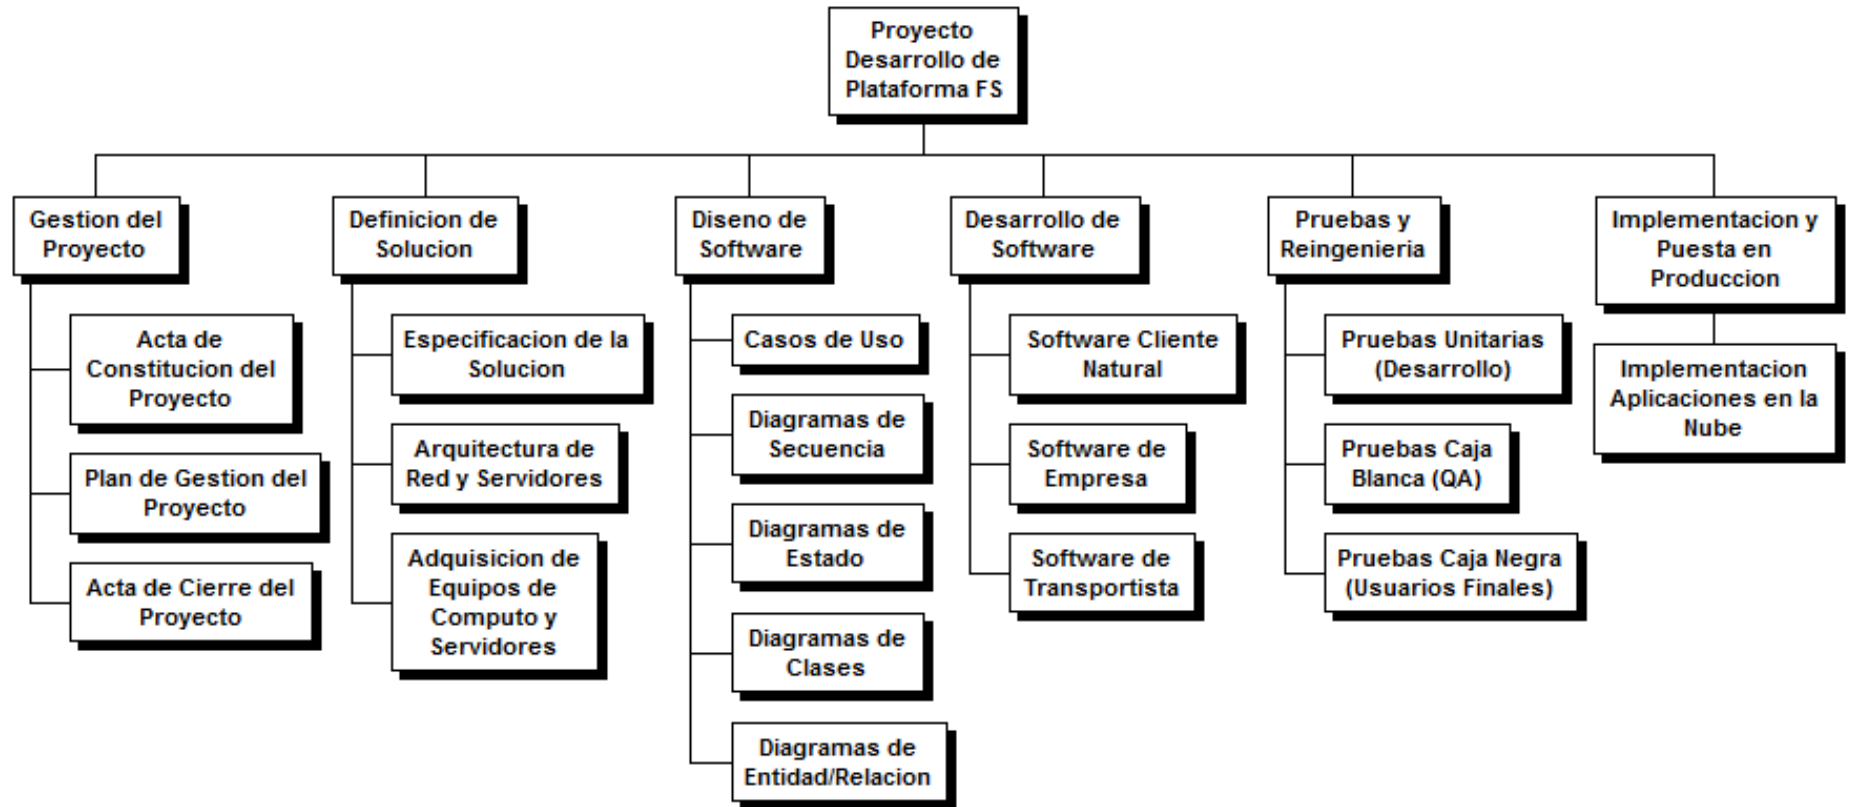 Proyecto
Desarrollo de
Plataforma FS
Gestion del
Proyecto
Acta de
Constitucion del
Proyecto
Plan de Gestion del
Proyecto
Acta de Cierre del
Proyecto
Definicion de
Solucion
Especificacion de la
Solucion
Arquitectura de
Red y Servidores
Adquisicion de
Equipos de
Computo y
Servidores
Diseno de
Software
Casos de Uso
Diagramas de
Secuencia
Diagramas de
Estado
Diagramas de
Clases
Diagramas de
Entidad/Relacion
Desarrollo de
Software
Software Cliente
Natural
Software de
Empresa
Software de
Transportista
Pruebas y
Reingenieria
Pruebas Unitarias
(Desarrollo)
Pruebas Caja
Blanca (QA)
Pruebas Caja Negra
(Usuarios Finales)
Implementacion y
Puesta en
Produccion
Implementacion
Aplicaciones en la
Nube